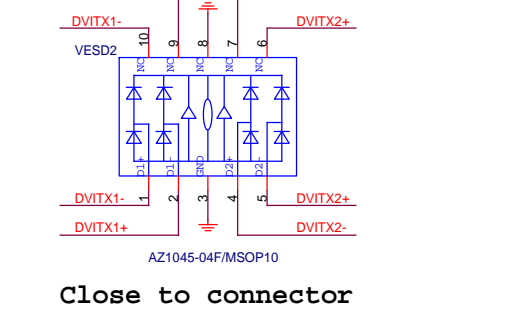 DVITX1- DVITX2+
10 9 8 7 6
VESD2
NC NC NC NC NC
D1+ D1- GND D2+ D2-
DVITX1- 1 2 3 4 5 DVITX2+
DVITX1+ DVITX2-
AZ1045-04F/MSOP10
Close to connector